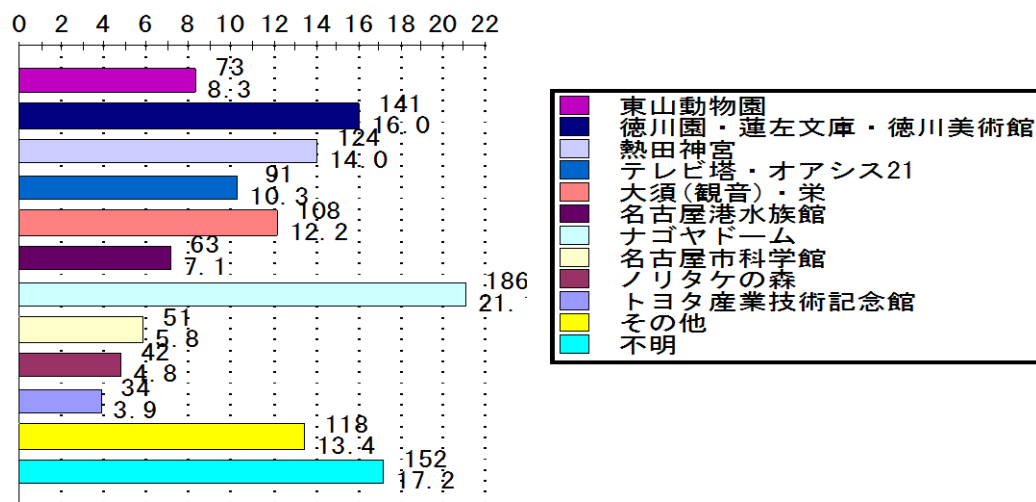 0 2 4 6 8 10 12 14 16 18 20 22
73
8.3
141
16.0
124
14.0
91
10.3
108
12.2
63
7.1
186
21.
51
5.8
42
4.8
34
3.9
118
13.4
152
17.2
東山動物園
徳川園・蓮左文庫・徳川美術館
熱田神宮
テレビ塔・オアシス21
大須(観音)・栄
名古屋港水族館
ナゴヤドーム
名古屋市科学館
ノリタケの森
トヨタ産業技術記念館
その他
不明